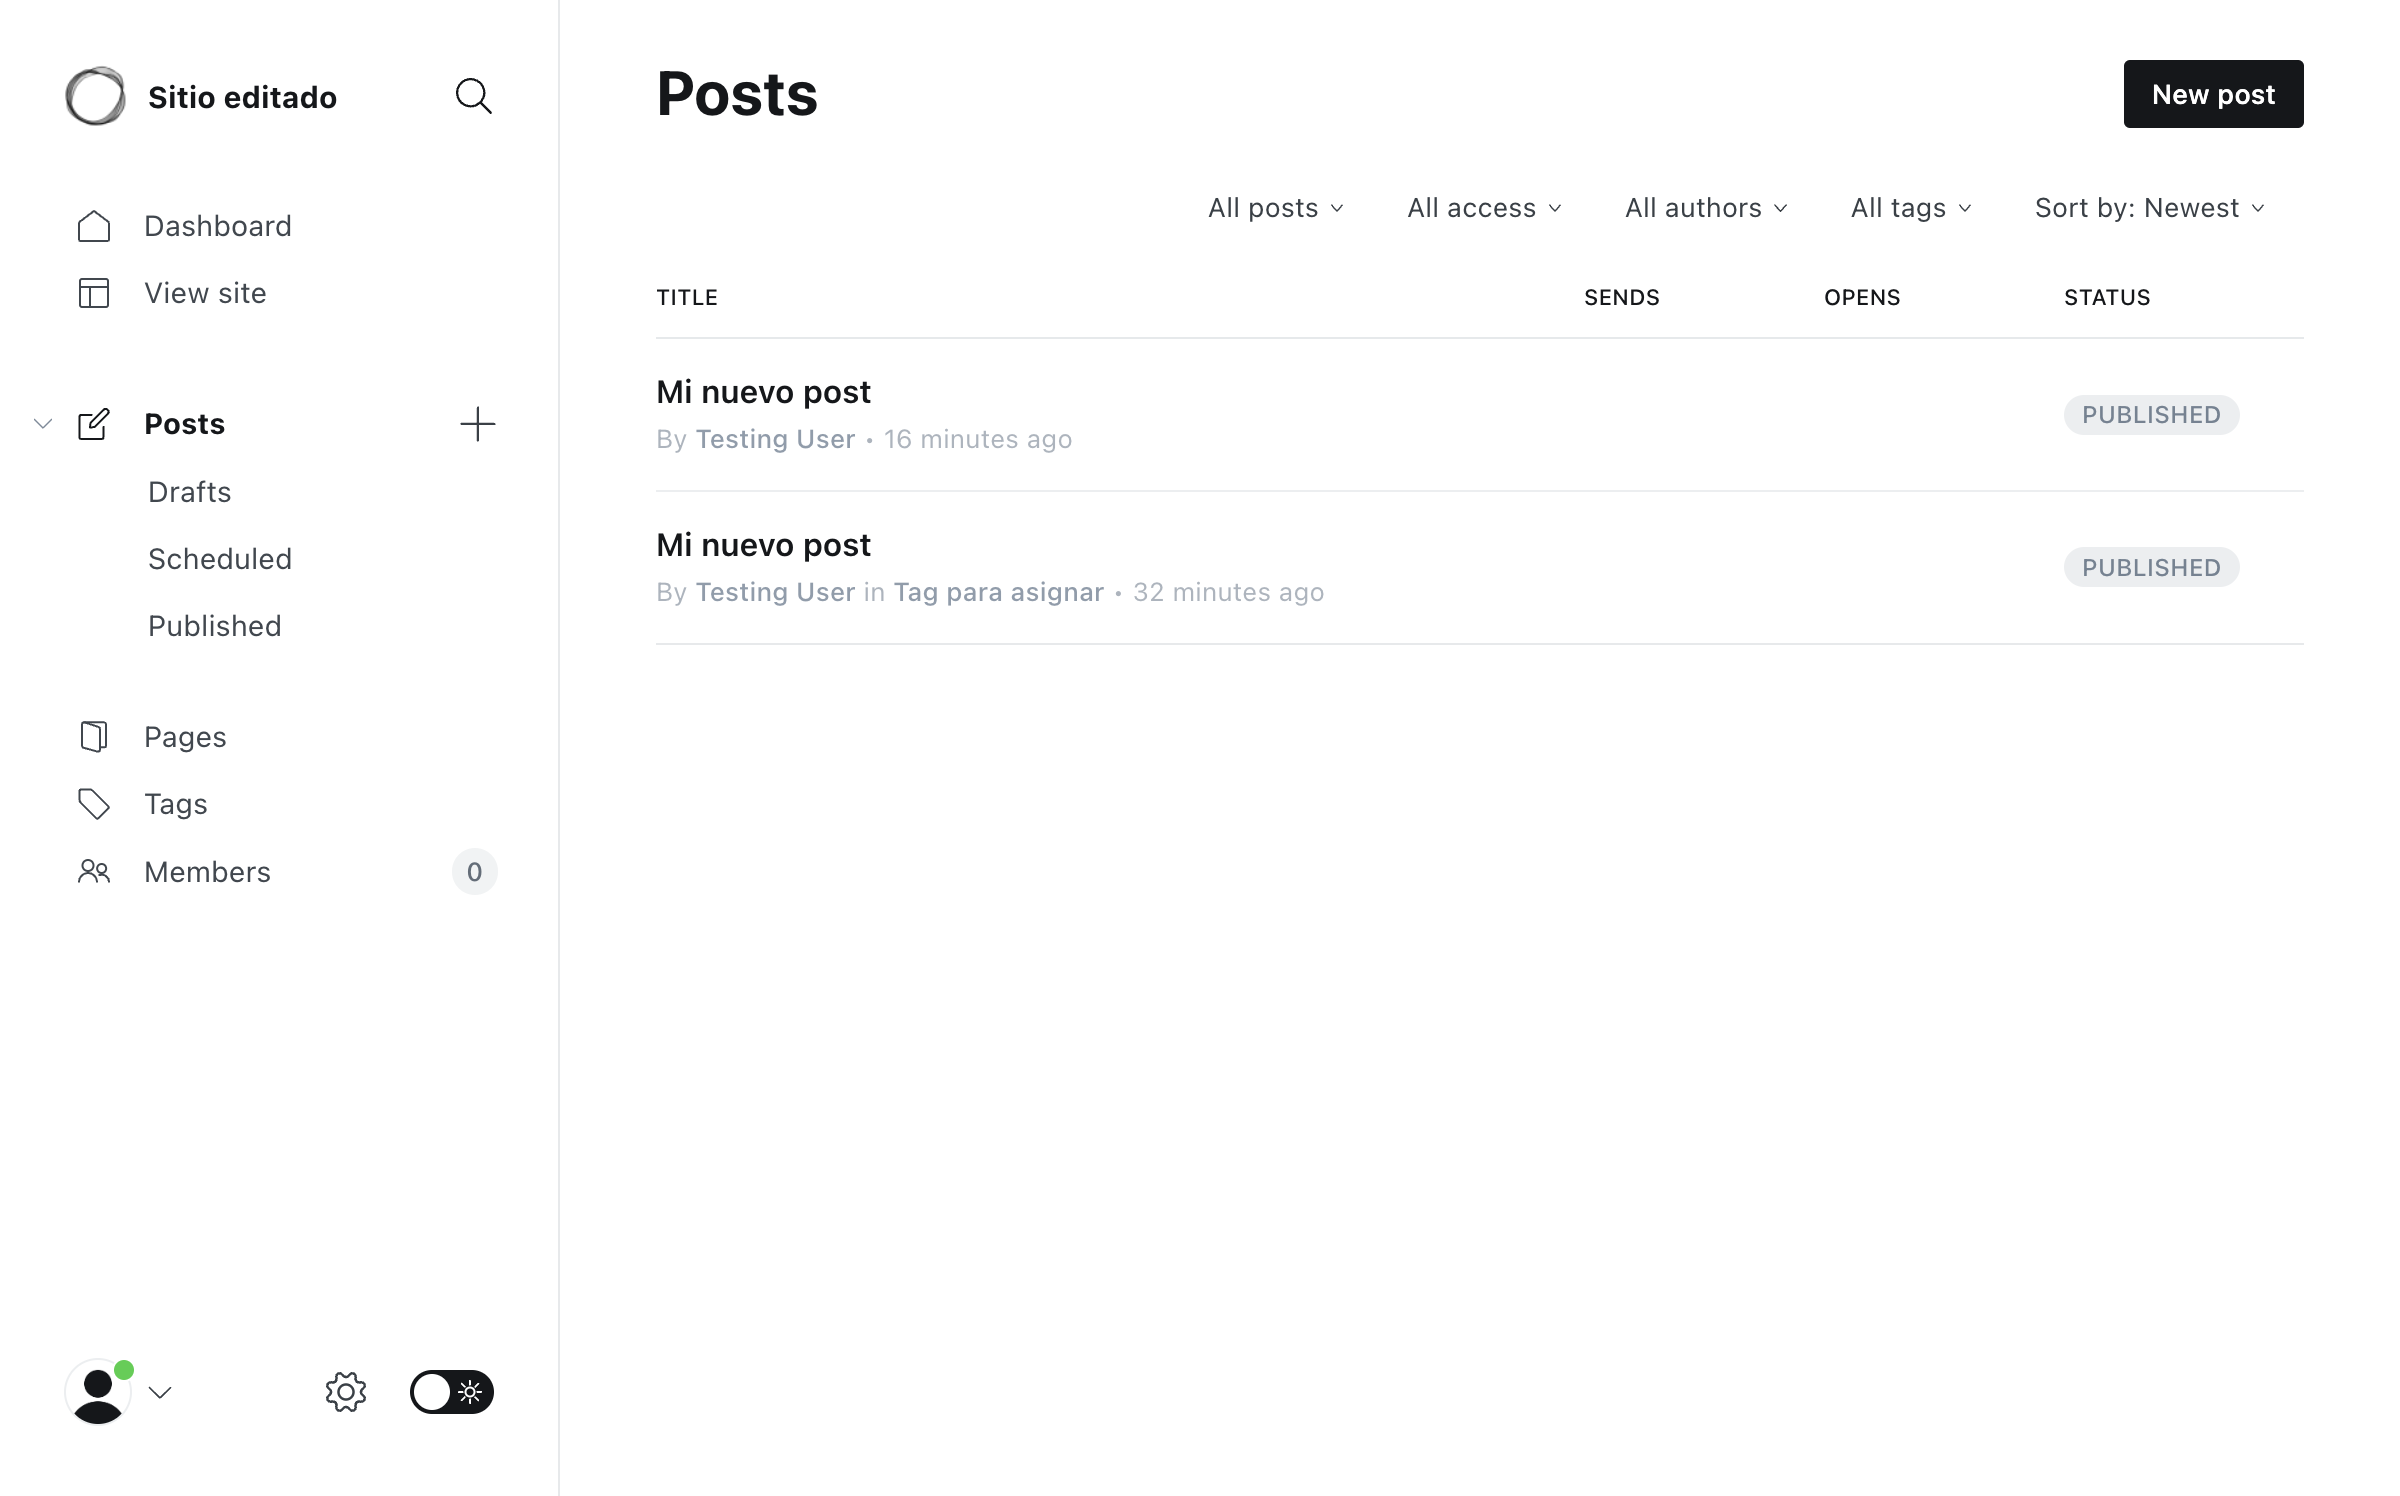 Sitio editado
Dashboard
View site
Posts
Drafts
Scheduled
Published
Pages
Tags
Members 0
Posts
New post
All posts All access All authors All tags Sort by: Newest
TITLE SENDS OPENS STATUS
Mi nuevo post
By Testing User • 16 minutes ago
PUBLISHED
Mi nuevo post
By Testing User in Tag para asignar • 32 minutes ago
PUBLISHED